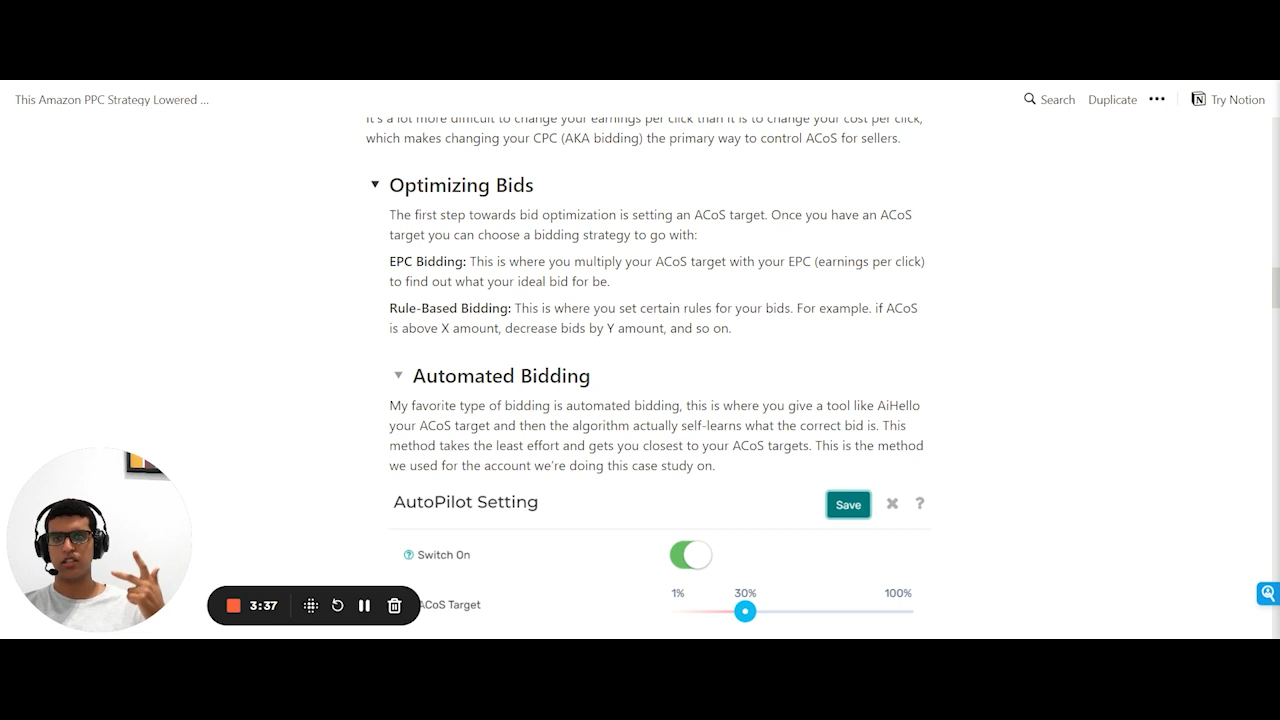 This Amazon PPC Strategy Lowered ...
Search
Duplicate
Try Notion
It's a lot more difficult to change your earnings per click than it is to change your cost per click,
which makes changing your CPC (AKA bidding) the primary way to control ACoS for sellers.
Optimizing Bids
The first step towards bid optimization is setting an ACoS target. Once you have an ACoS
target you can choose a bidding strategy to go with:
EPC Bidding: This is where you multiply your ACoS target with your EPC (earnings per click)
to find out what your ideal bid for be.
Rule-Based Bidding: This is where you set certain rules for your bids. For example. if ACoS
is above X amount, decrease bids by Y amount, and so on.
Automated Bidding
My favorite type of bidding is automated bidding, this is where you give a tool like AiHello
your ACoS target and then the algorithm actually self-learns what the correct bid is. This
method takes the least effort and gets you closest to your ACoS targets. This is the method
we used for the account we're doing this case study on.
AutoPilot Setting
Save
?
? Switch On
1% 30% 100%
3:37
ACoS Target